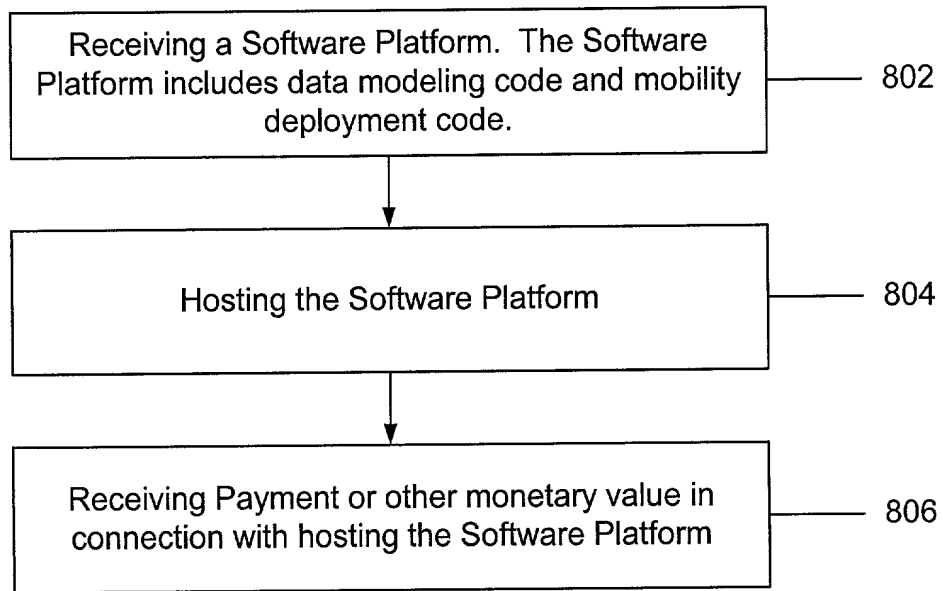 Receiving a Software Platform. The Software
Platform includes data modeling code and mobility
deployment code.
802
Hosting the Software Platform
804
Receiving Payment or other monetary value in
connection with hosting the Software Platform
806